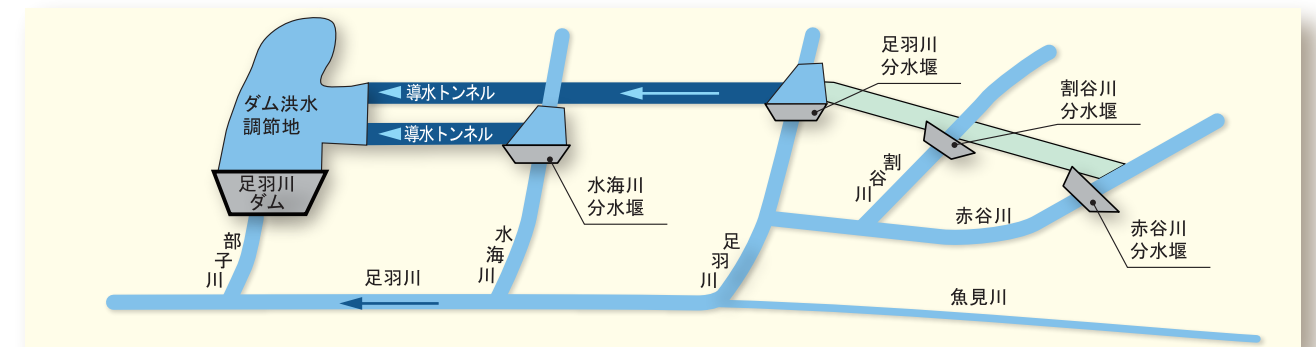 足羽川
分水堰
割谷川
分水堰
ダム洪水
調節地
導水トンネル
導水トンネル
足羽川
ダム
水海川
分水堰
割谷川
赤谷川
赤谷川
分水堰
部子川
水海川
足羽川
足羽川
魚見川